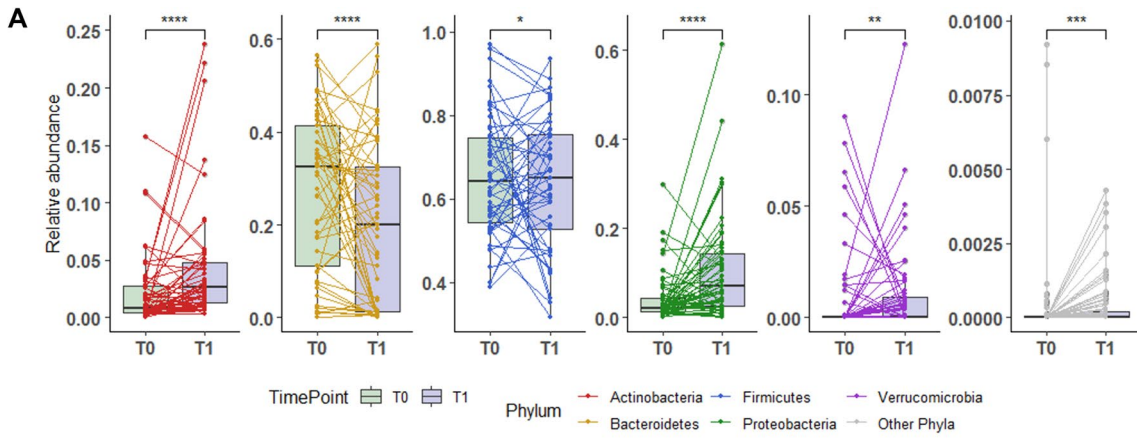 A
**** **** * **** ** ***
Relative abundance
0.25 0.20 0.15 0.10 0.05 0.00
0.6 0.4 0.2 0.0
1.0 0.8 0.6 0.4
0.6 0.4 0.2 0.0
0.10 0.05 0.00
0.0100 0.0075 0.0050 0.0025 0.0000
T0 T1 T0 T1 T0 T1 T0 T1 T0 T1 T0 T1
TimePoint T0 T1
Phylum
Actinobacteria Firmicutes Verrucomicrobia
Bacteroidetes Proteobacteria Other Phyla